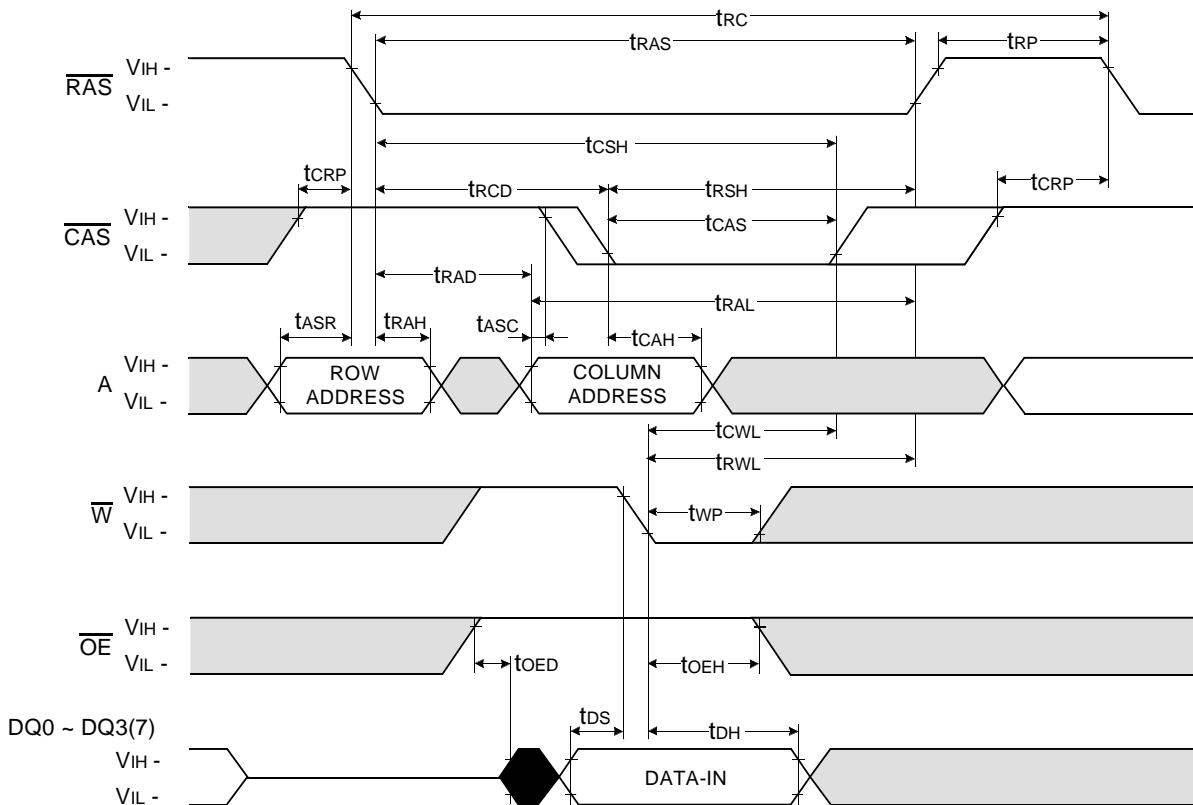 tRC
tRAS
tRP
RAS
VIH -
VIL -
tCSH
tCRP
tRCD
tRSH
tCRP
CAS
VIH -
VIL -
tCAS
tRAD
tRAL
tASR
tRAH
tASC
tCAH
A
VIH -
VIL -
ROW
ADDRESS
COLUMN
ADDRESS
tCWL
tRWL
W
VIH -
VIL -
tWP
OE
VIH -
VIL -
tOED
tOEH
DQ0 ~ DQ3(7)
tDS
tDH
VIH -
VIL -
DATA-IN